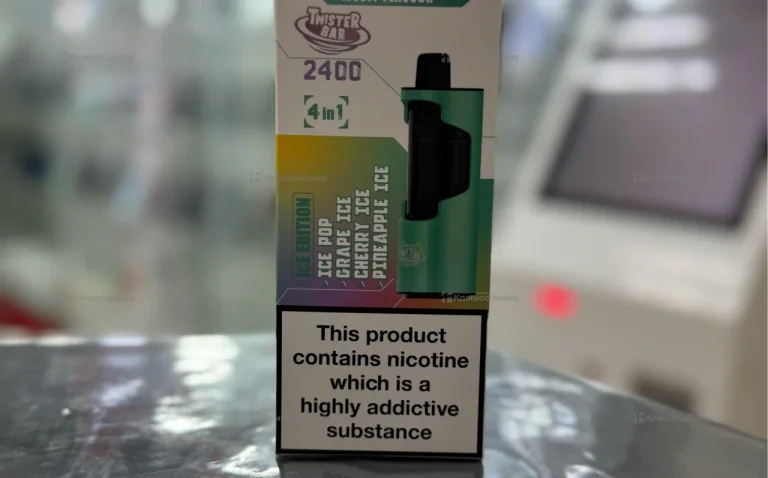 TWISTER
BAR
2400
4 in 1
ICE EDITION
ICE POP
GRAPE ICE
CHERRY ICE
PINEAPPLE ICE
This product
contains nicotine
which is a
highly addictive
substance